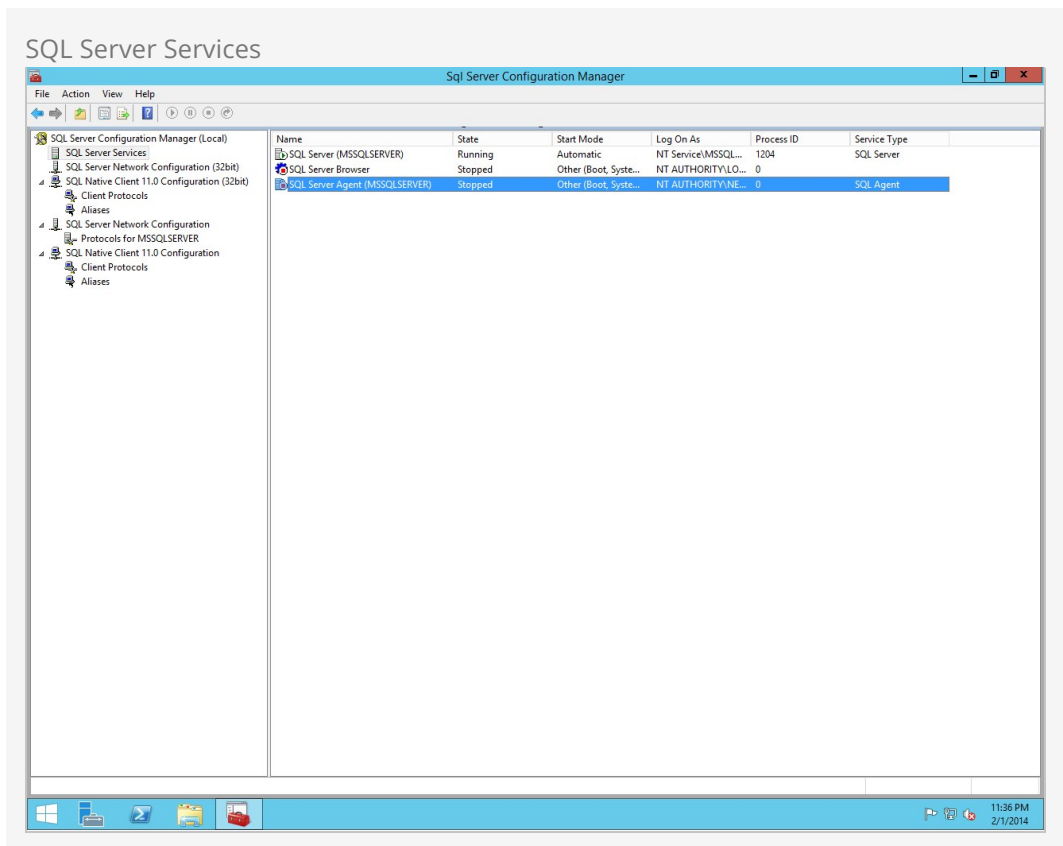 SQL Server Services
Sql Server Configuration Manager
File Action View Help
SQL Server Configuration Manager (Local)
SQL Server Services
SQL Server Network Configuration (32bit)
SQL Native Client 11.0 Configuration (32bit)
Client Protocols
Aliases
SQL Server Network Configuration
Protocols for MSSQLSERVER
SQL Native Client 11.0 Configuration
Client Protocols
Aliases
Name State Start Mode Log On As Process ID Service Type
SQL Server (MSSQLSERVER) Running Automatic NT Service\MSSQL... 1204 SQL Server
SQL Server Browser Stopped Other (Boot, Syste... NT AUTHORITY\LO... 0
SQL Server Agent (MSSQLSERVER) Stopped Other (Boot, Syste... NT AUTHORITY\NE... 0 SQL Agent
11:36 PM
2/1/2014